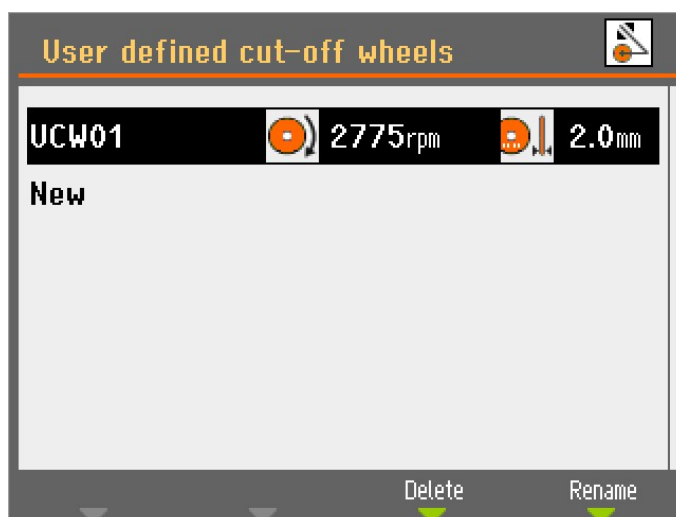 User defined cut-off wheels
UCW01 2775rpm 2.0mm
New
Delete Rename